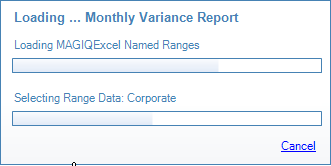 Loading ... Monthly Variance Report
Loading MAGIQExcel Named Ranges
Selecting Range Data: Corporate
Cancel